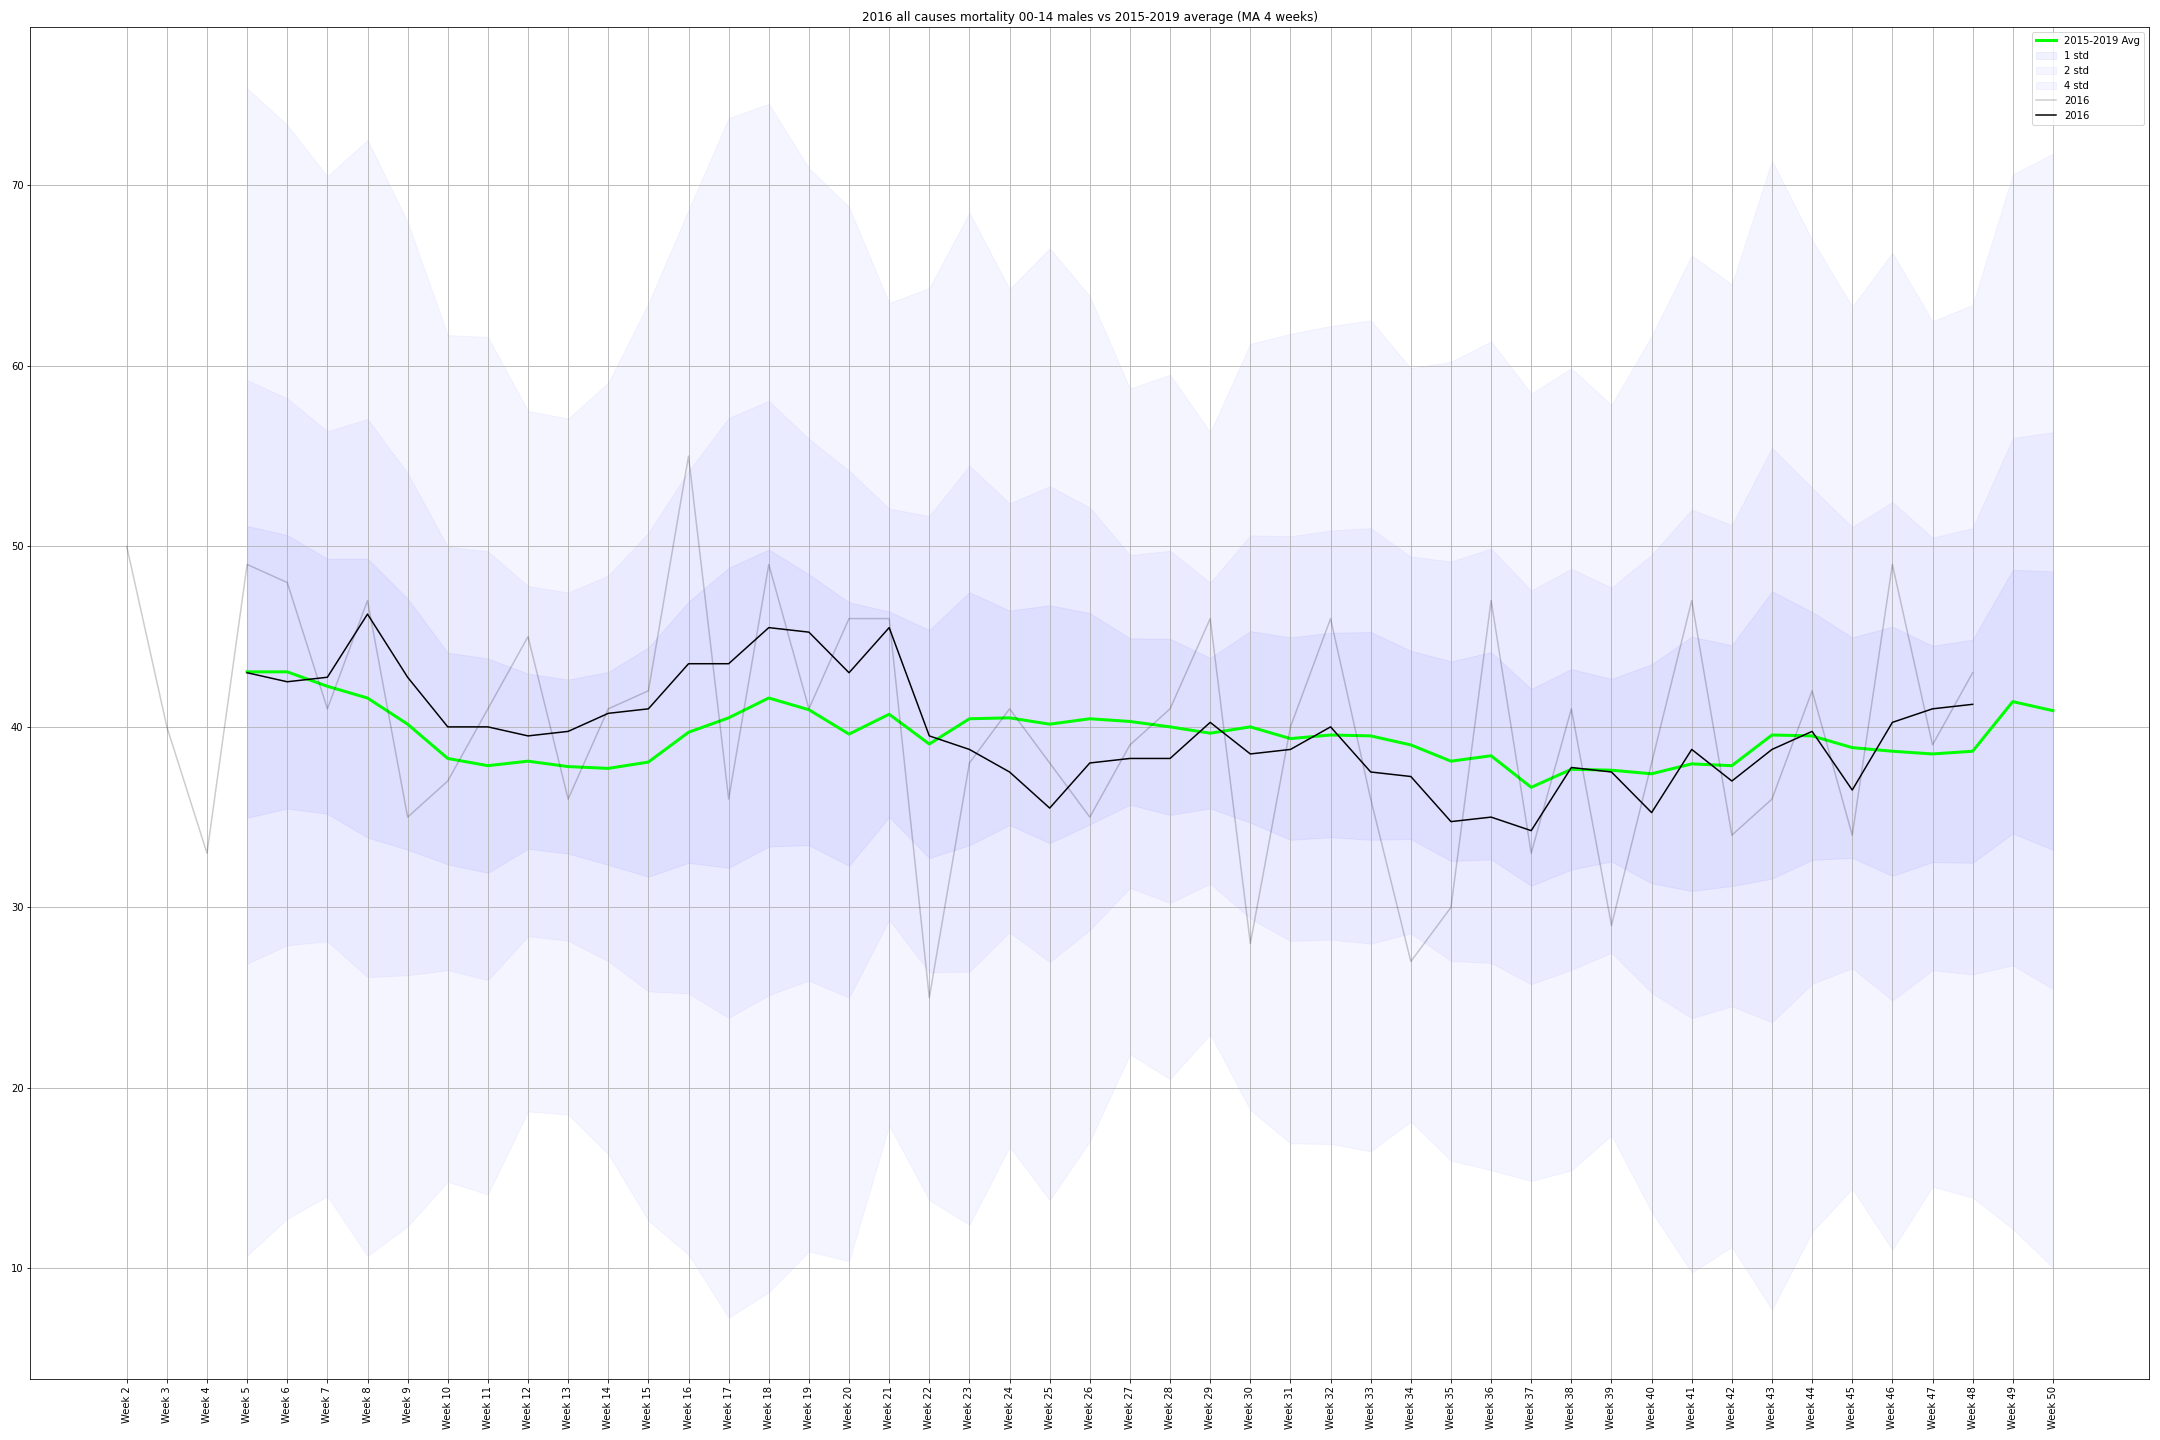 2016 all causes mortality 00-14 males vs 2015-2019 average (MA 4 weeks)
2015-2019 Avg
1 std
2 std
4 std
2016
2016
70
60
50
40
30
20
10
Week 2
Week 3
Week 4
Week 5
Week 6
Week 7
Week 8
Week 9
Week 10
Week 11
Week 12
Week 13
Week 14
Week 15
Week 16
Week 17
Week 18
Week 19
Week 20
Week 21
Week 22
Week 23
Week 24
Week 25
Week 26
Week 27
Week 28
Week 29
Week 30
Week 31
Week 32
Week 33
Week 34
Week 35
Week 36
Week 37
Week 38
Week 39
Week 40
Week 41
Week 42
Week 43
Week 44
Week 45
Week 46
Week 47
Week 48
Week 49
Week 50